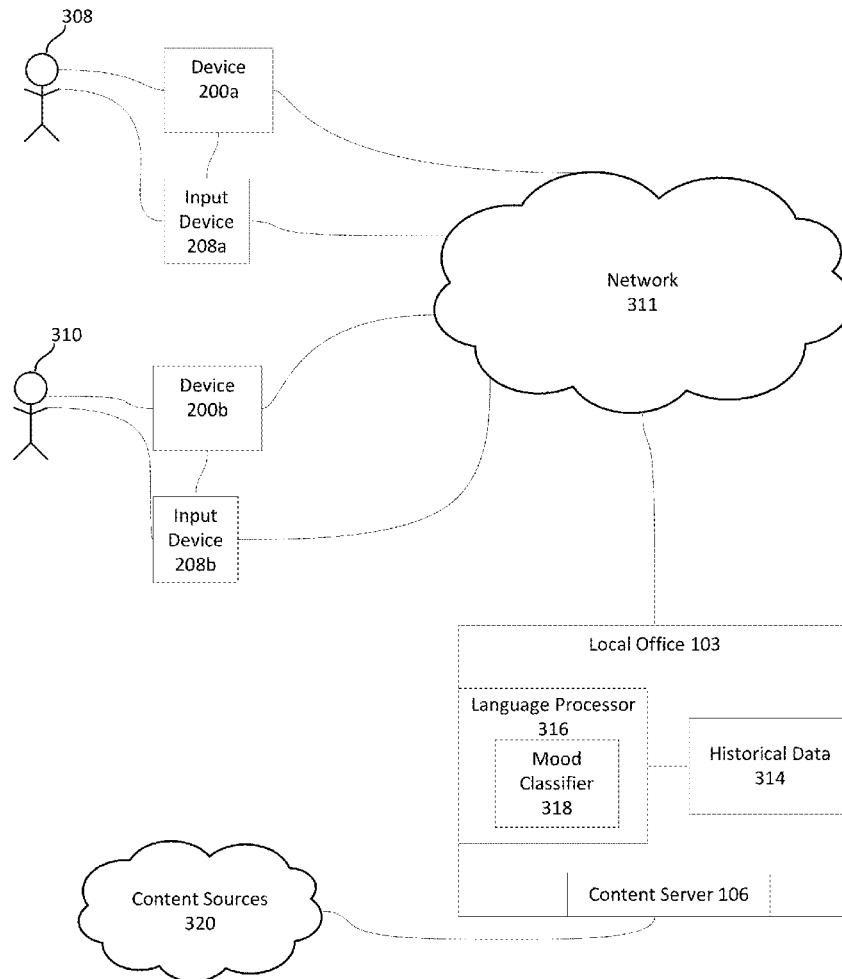 308
Device
200a
Input
Device
208a
Network
311
310
Device
200b
Input
Device
208b
Local Office 103
Language Processor
316
Mood
Classifier
318
Historical Data
314
Content Server 106
Content Sources
320